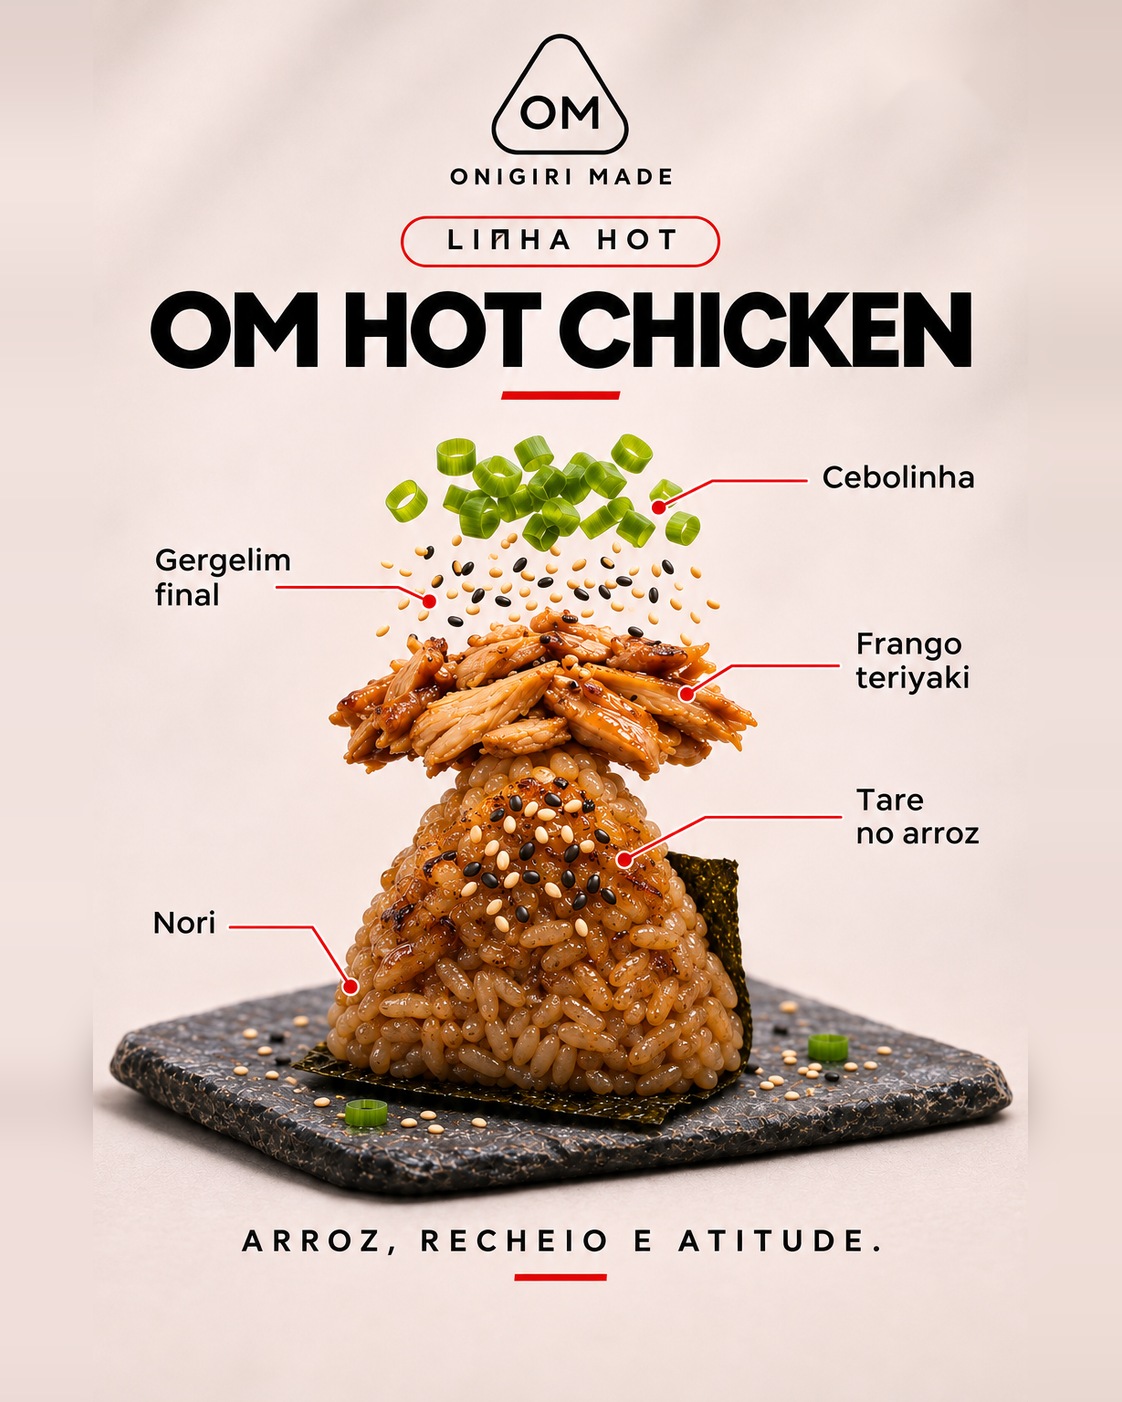 OM
ONIGIRI MADE
LINHA HOT
OM HOT CHICKEN
Cebolinha
Gergelim
final
Frango
teriyaki
Tare
no arroz
Nori
ARROZ, RECHEIO E ATITUDE.